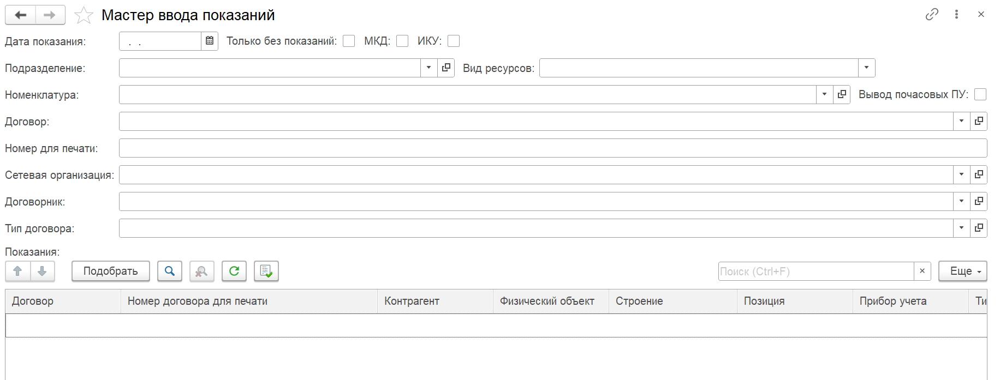 Мастер ввода показаний
Дата показания: . . Только без показаний: МКД: ИКУ:
Подразделение: Вид ресурсов:
Номенклатура: Вывод почасовых ПУ:
Договор:
Номер для печати:
Сетевая организация:
Договорник:
Тип договора:
Показания:
Подобрать Поиск (Ctrl+F) × Еще
Договор Номер договора для печати Контрагент Физический объект Строение Позиция Прибор учета Ти